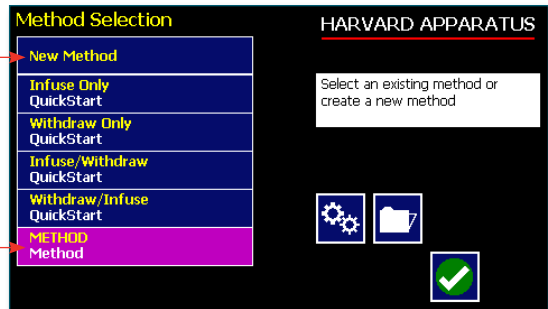 Method Selection
New Method
Infuse Only
QuickStart
Withdraw Only
QuickStart
Infuse/Withdraw
QuickStart
Withdraw/Infuse
QuickStart
METHOD
Method
HARVARD APPARATUS
Select an existing method or
create a new method